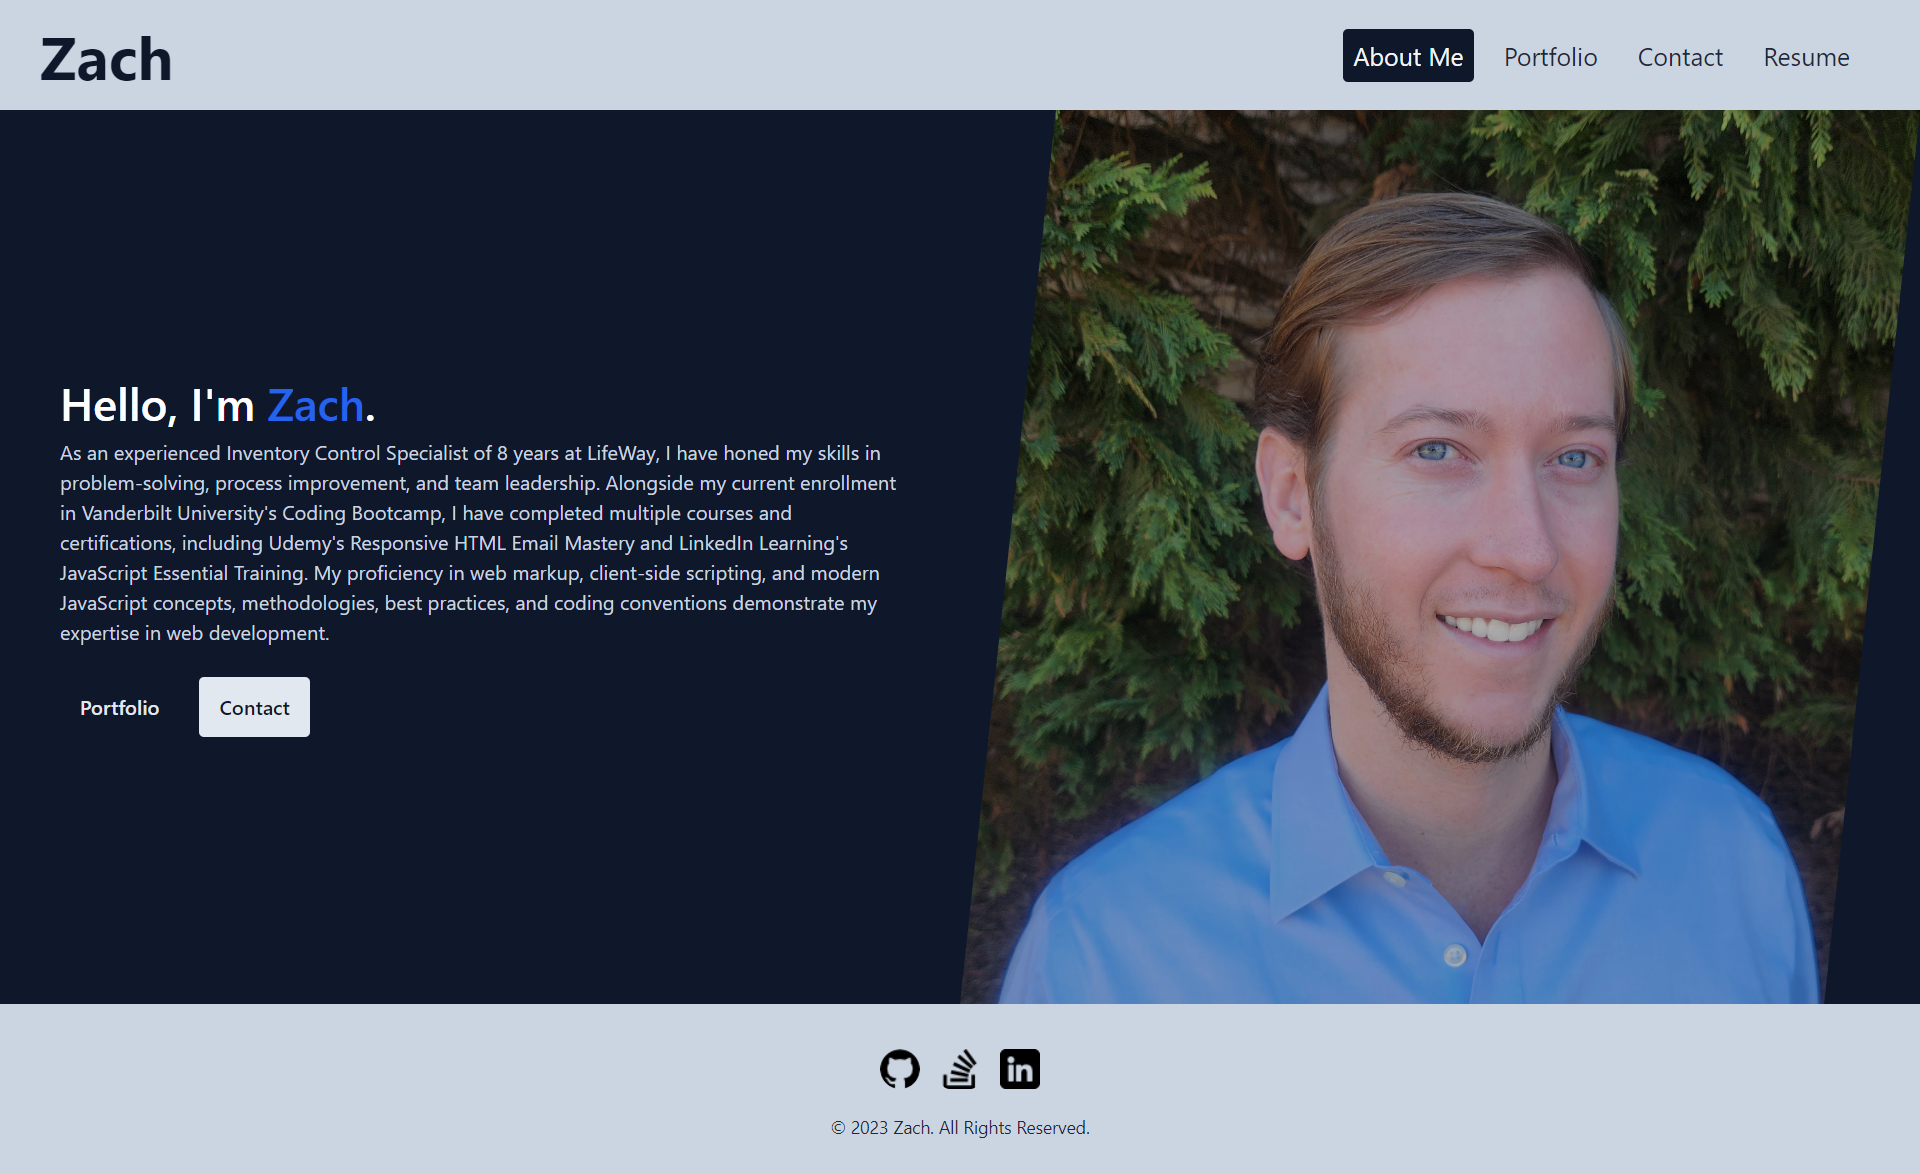 Zach
About Me
Portfolio
Contact
Resume
Hello, I'm Zach.
As an experienced Inventory Control Specialist of 8 years at LifeWay, I have honed my skills in
problem-solving, process improvement, and team leadership. Alongside my current enrollment
in Vanderbilt University's Coding Bootcamp, I have completed multiple courses and
certifications, including Udemy's Responsive HTML Email Mastery and LinkedIn Learning's
JavaScript Essential Training. My proficiency in web markup, client-side scripting, and modern
JavaScript concepts, methodologies, best practices, and coding conventions demonstrate my
expertise in web development.
Portfolio
Contact
in
© 2023 Zach. All Rights Reserved.